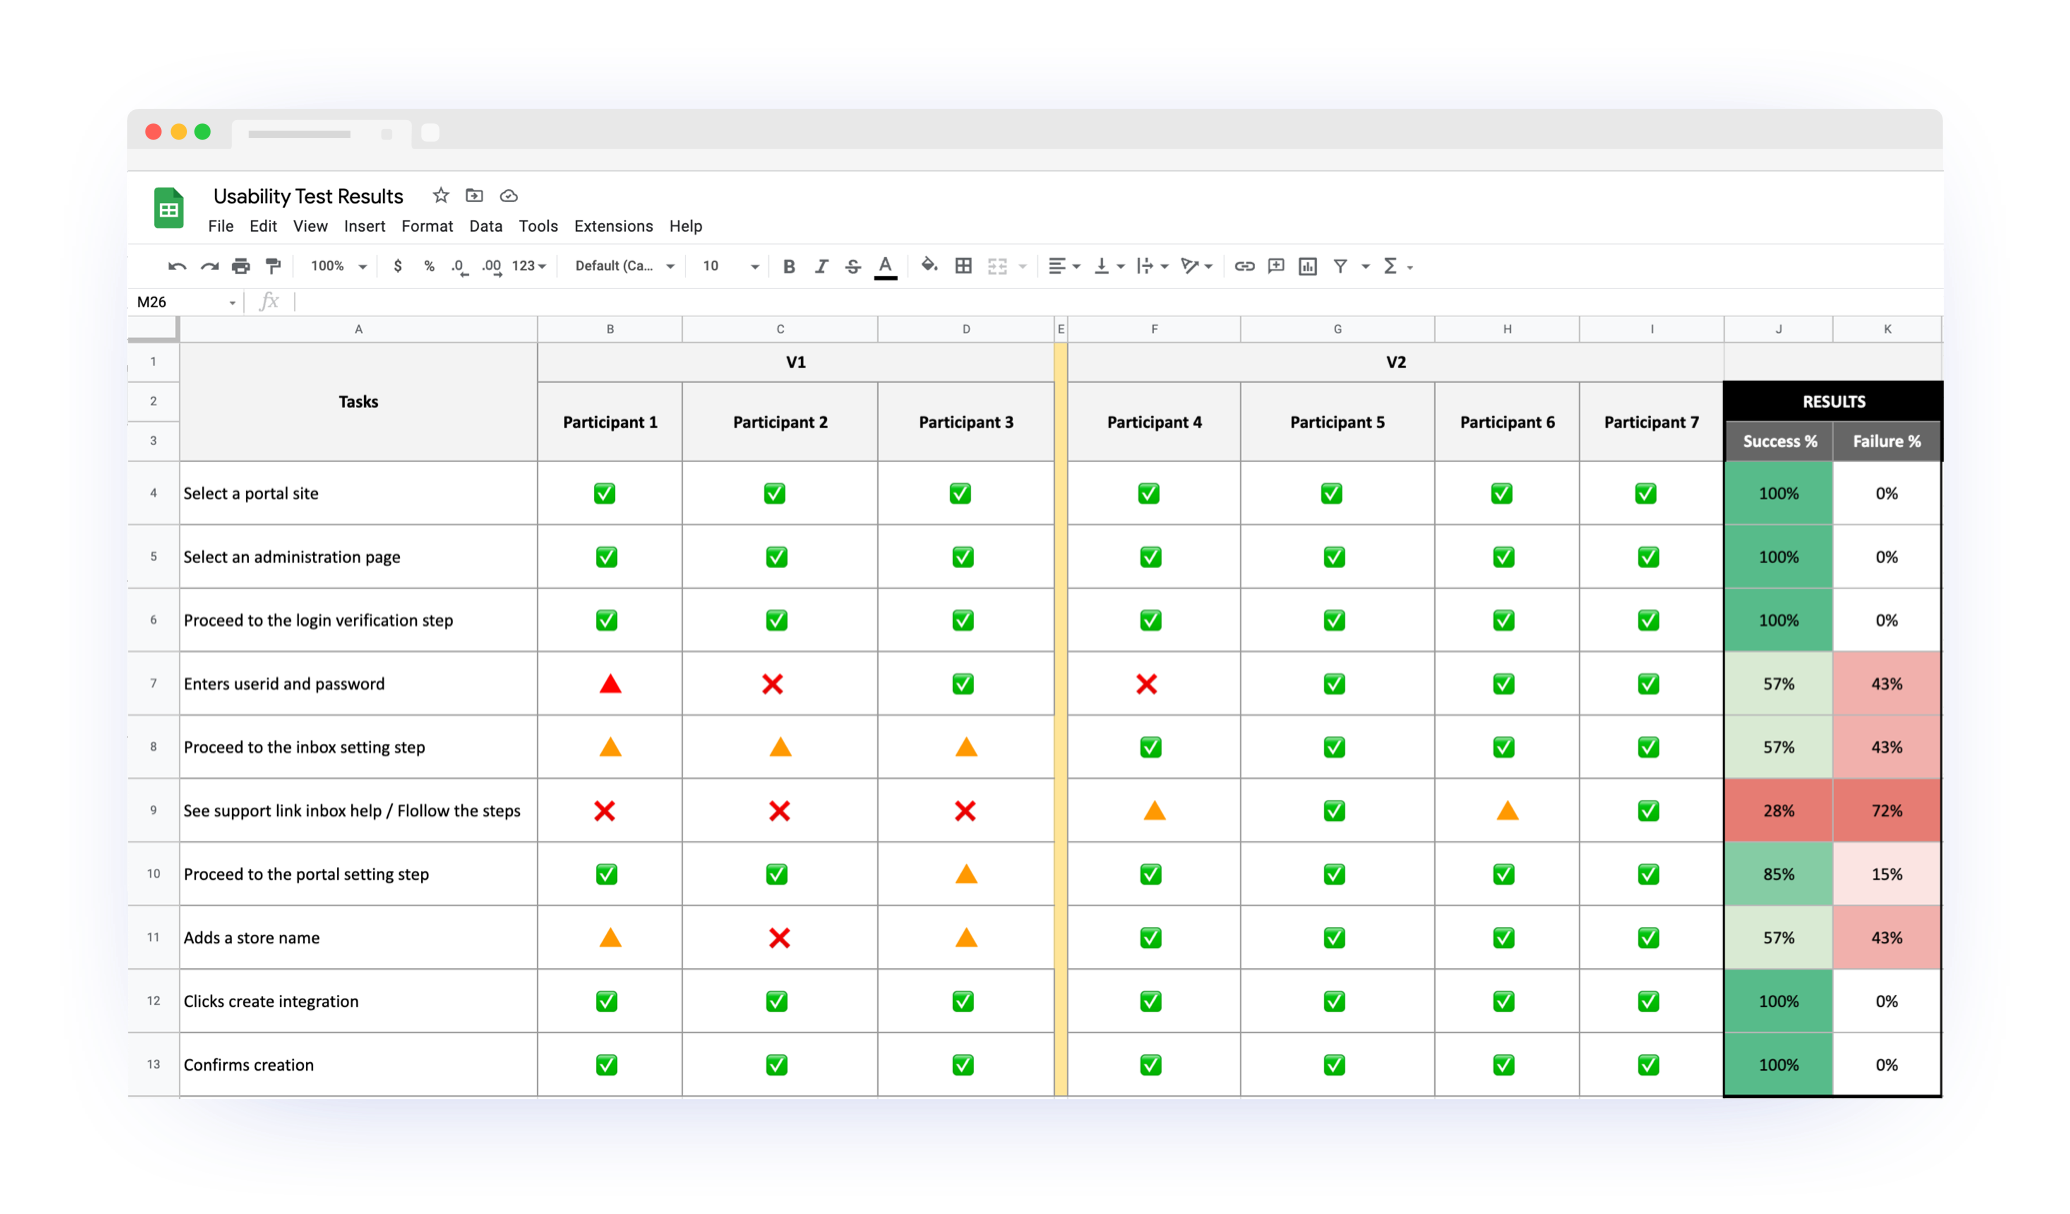 Usability Test Results
File Edit View Insert Format Data Tools Extensions Help
100% $ % .0 .00 123 Default (Ca... 10 B I S A Σ
M26 fx
A B C D E F G H I J K
1 V1 V2
2 Tasks Participant 1 Participant 2 Participant 3 Participant 4 Participant 5 Participant 6 Participant 7 RESULTS
3 Success % Failure %
4 Select a portal site 100% 0%
5 Select an administration page 100% 0%
6 Proceed to the login verification step 100% 0%
7 Enters userid and password 57% 43%
8 Proceed to the inbox setting step 57% 43%
9 See support link inbox help / Flollow the steps 28% 72%
10 Proceed to the portal setting step 85% 15%
11 Adds a store name 57% 43%
12 Clicks create integration 100% 0%
13 Confirms creation 100% 0%